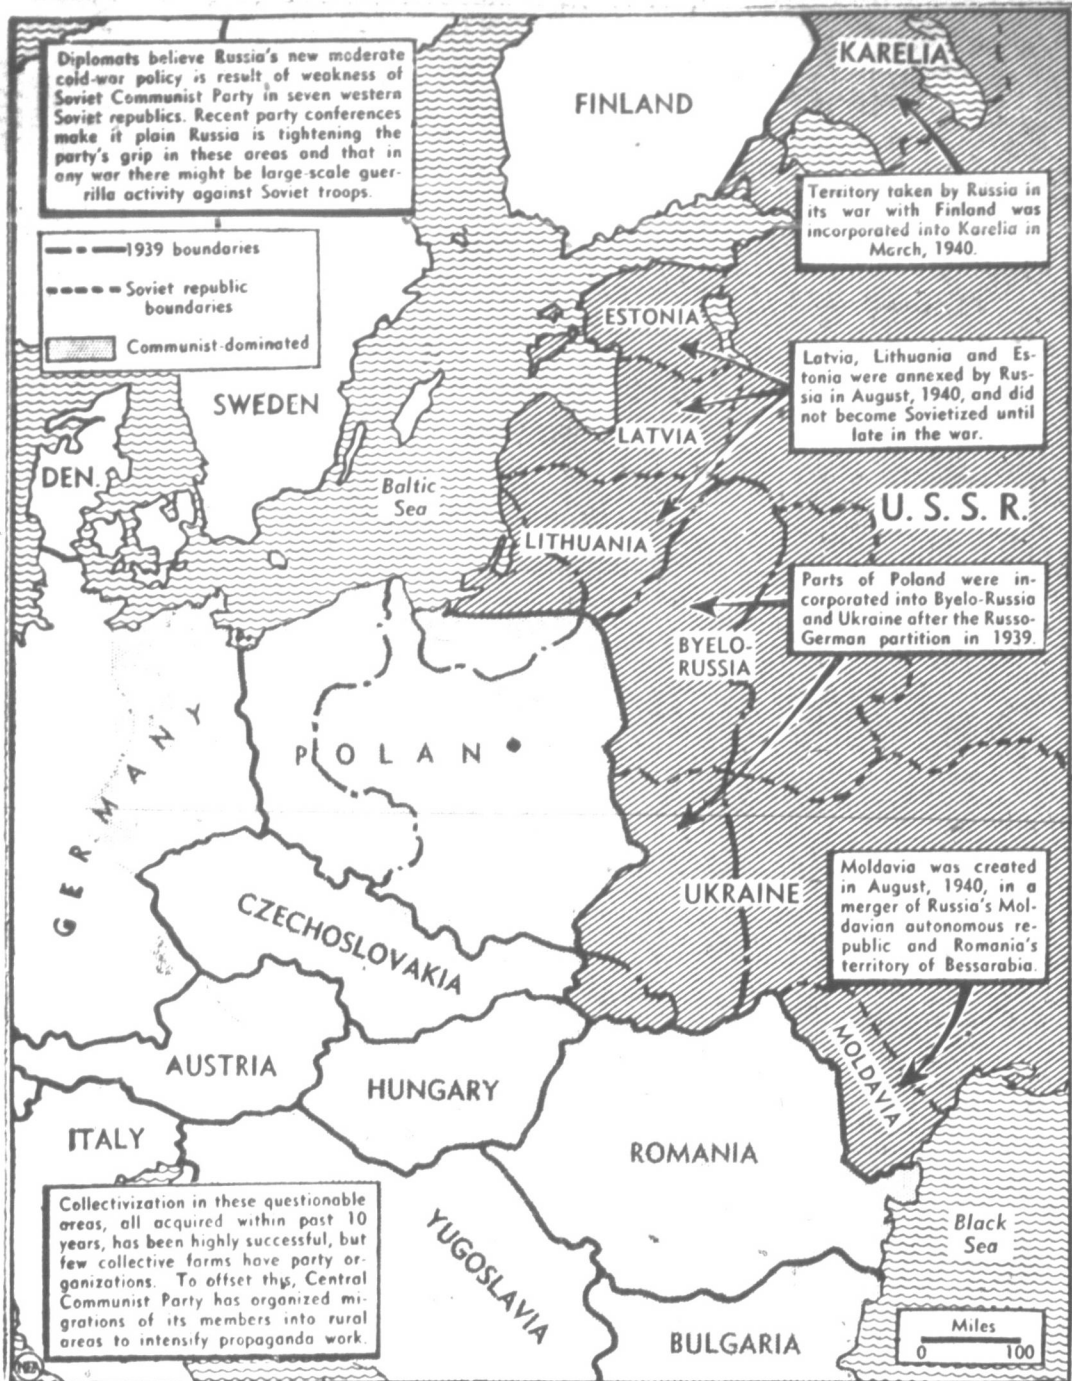 Diplomats believe Russia's new moderate
cold-war policy is result of weakness of
Soviet Communist Party in seven western
Soviet republics. Recent party conferences
make it plain Russia is tightening the
party's grip in these areas and that in
any war there might be large-scale guer-
rilla activity against Soviet troops.
1939 boundaries
Soviet republic
boundaries
Communist-dominated
KARELIA
FINLAND
Territory taken by Russia in
its war with Finland was
incorporated into Karelia in
March, 1940.
ESTONIA
Latvia, Lithuania and Es-
tonia were annexed by Rus-
sia in August, 1940, and did
not become Sovietized until
late in the war.
SWEDEN
LATVIA
DEN.
Baltic
Sea
U. S. S. R.
LITHUANIA
Parts of Poland were in-
corporated into Byelo-Russia
and Ukraine after the Russo-
German partition in 1939.
BYELO-
RUSSIA
GERMANY
POLAN
Moldavia was created
in August, 1940, in a
merger of Russia's Mol-
davian autonomous re-
public and Romania's
territory of Bessarabia.
UKRAINE
CZECHOSLOVAKIA
MOLDAVIA
AUSTRIA
HUNGARY
ITALY
ROMANIA
Collectivization in these questionable
areas, all acquired within past 10
years, has been highly successful, but
few collective farms have party or-
ganizations. To offset this, Central
Communist Party has organized mi-
grations of its members into rural
areas to intensify propaganda work.
YUGOSLAVIA
Black
Sea
BULGARIA
Miles
0 100
NEA